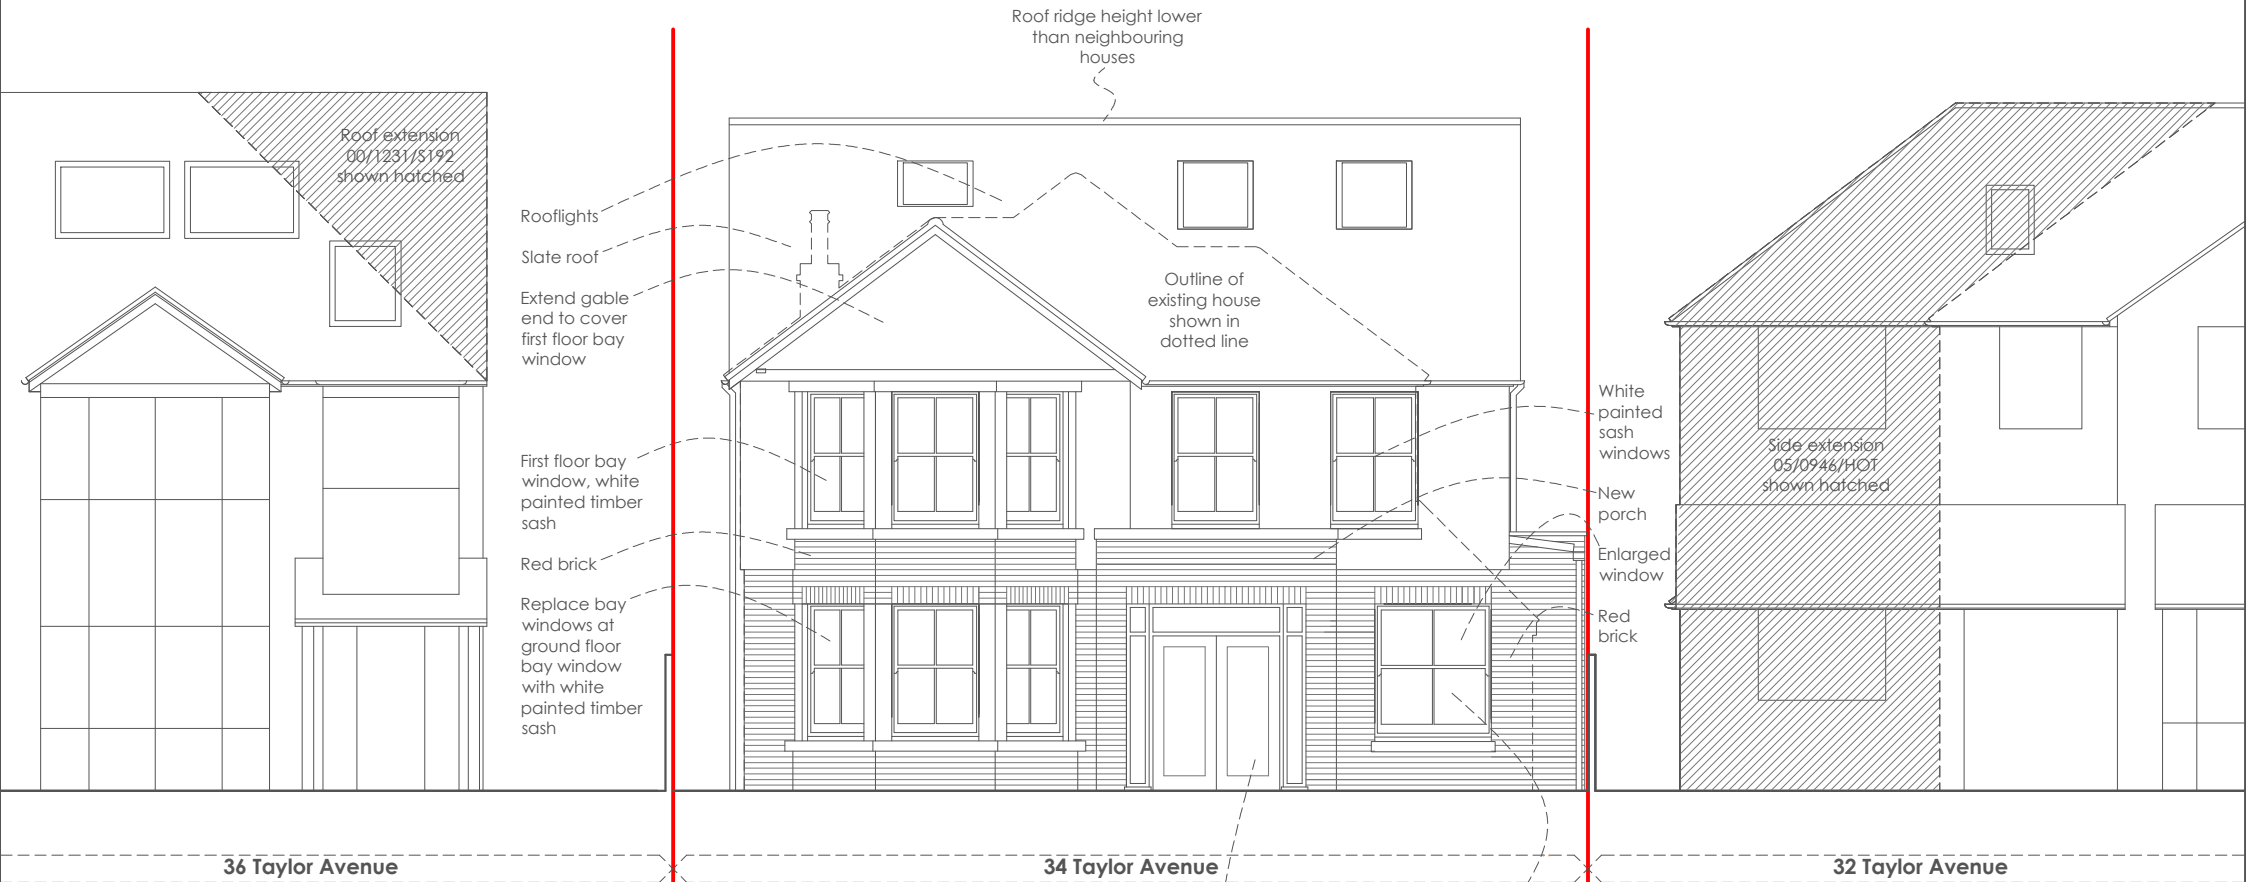 Roof ridge height lower
than neighbouring
houses
Roof extension
00/1231/S192
shown hatched
Rooflights
Slate roof
Extend gable
end to cover
first floor bay
window
First floor bay
window, white
painted timber
sash
Red brick
Replace bay
windows at
ground floor
bay window
with white
painted timber
sash
Outline of
existing house
shown in
dotted line
White
painted
sash
windows
New
porch
Enlarged
window
Red
brick
Side extension
05/0946/HOT
shown hatched
36 Taylor Avenue
34 Taylor Avenue
32 Taylor Avenue